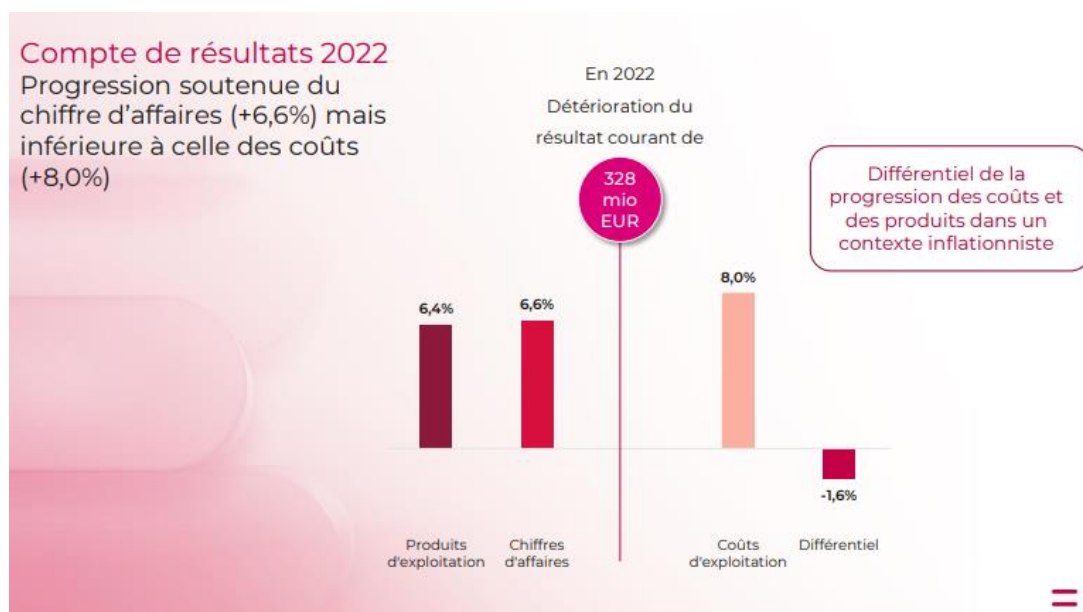 Compte de résultats 2022
Progression soutenue du
chiffre d’affaires (+6,6%) mais
inférieure à celle des coûts
(+8,0%)
En 2022
Détérioration du
résultat courant de
328
mio
EUR
Différentiel de la
progression des coûts et
des produits dans un
contexte inflationniste
6,4%
6,6%
8,0%
-1,6%
Produits
d'exploitation
Chiffres
d'affaires
Coûts
d'exploitation
Différentiel